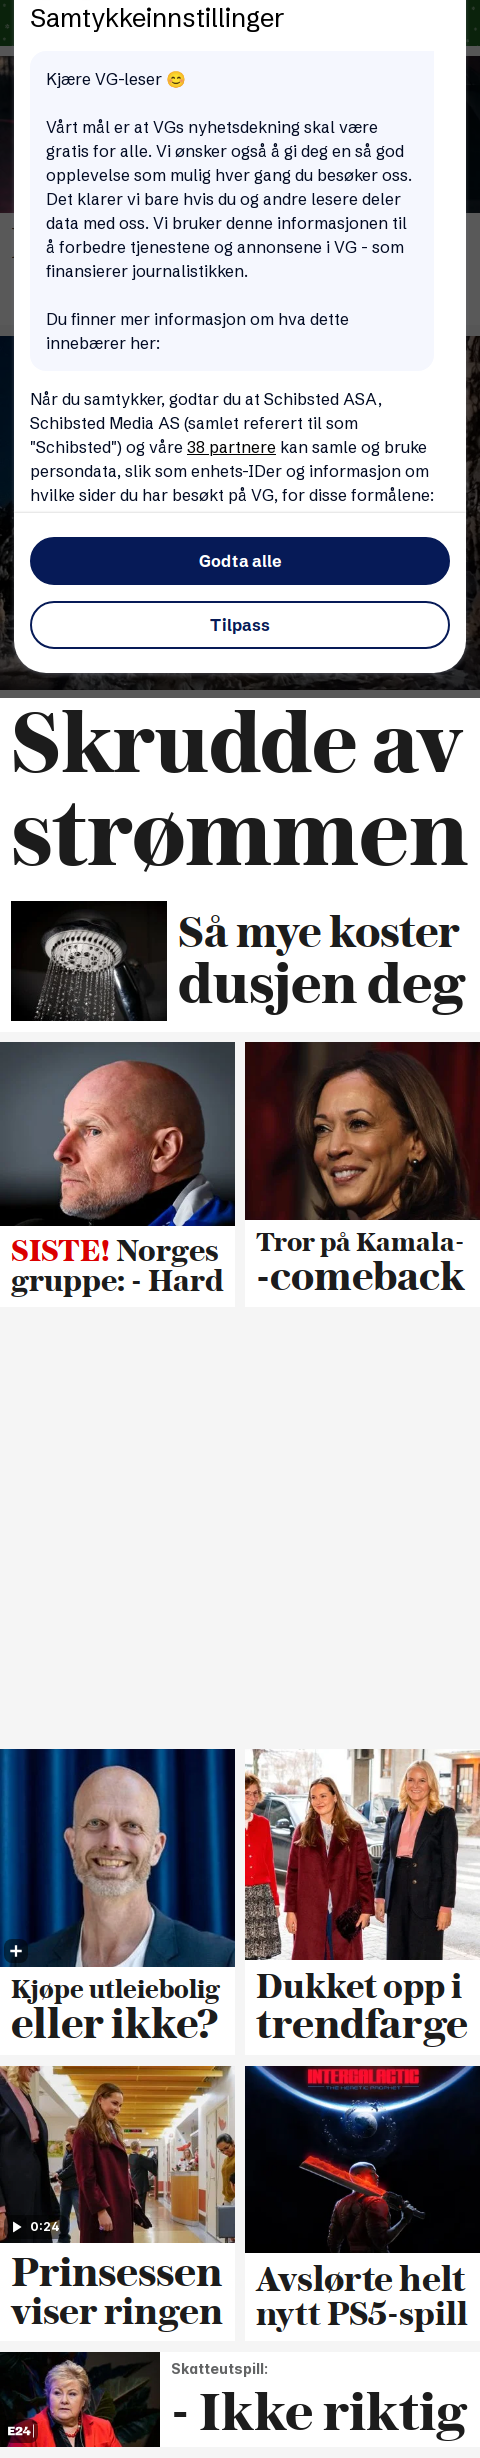 Samtykkeinnstillinger
Kjære VG-leser 😊
Vårt mål er at VGs nyhetsdekning skal være
gratis for alle. Vi ønsker også å gi deg en så god
opplevelse som mulig hver gang du besøker oss.
Det klarer vi bare hvis du og andre lesere deler
data med oss. Vi bruker denne informasjonen til
å forbedre tjenestene og annonsene i VG - som
finansierer journalistikken.
Du finner mer informasjon om hva dette
innebærer her:
Når du samtykker, godtar du at Schibsted ASA,
Schibsted Media AS (samlet referert til som
"Schibsted") og våre 38 partnere kan samle og bruke
persondata, slik som enhets-IDer og informasjon om
hvilke sider du har besøkt på VG, for disse formålene:
Godta alle
Tilpass
Skrudde av
strømmen
Så mye koster
dusjen deg
SISTE! Norges
gruppe: - Hard
Tror på Kamala-
-comeback
Kjøpe utleiebolig
eller ikke?
Dukket opp i
trendfarge
0:24
Prinsessen
viser ringen
INTERGALACTIC
THE HERETIC PROPHET
Avslørte helt
nytt PS5-spill
E24
Skatteutspill:
- Ikke riktig